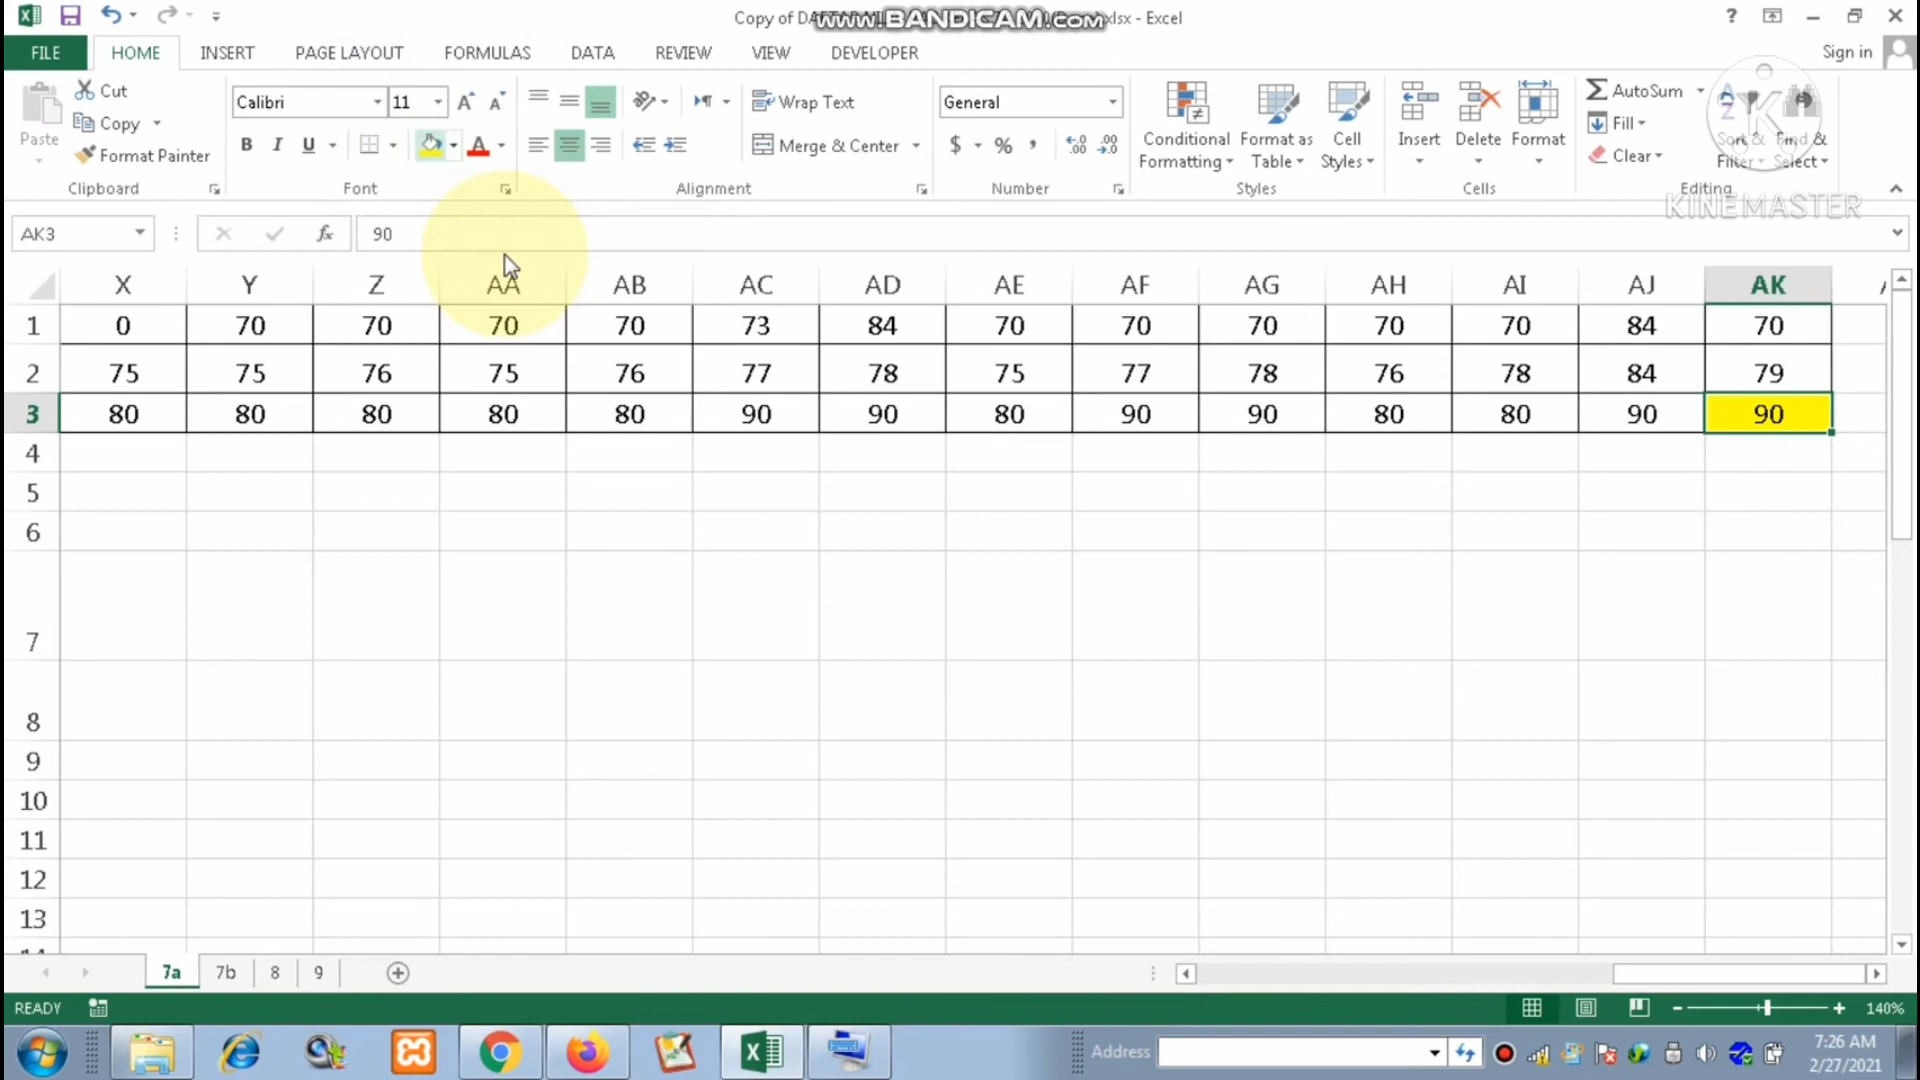 Copy of DA www.BANDICAM.com xlsx - Excel
FILE HOME INSERT PAGE LAYOUT FORMULAS DATA REVIEW VIEW DEVELOPER Sign in
Paste
Cut
Copy
Format Painter
Clipboard
Calibri 11
B I U A
Font
Wrap Text
Merge & Center
Alignment
General
$ % ,
Number
Conditional Formatting
Format as Table
Cell Styles
Styles
Insert Delete Format
Cells
AutoSum
Fill
Clear
Sort & Filter
Find & Select
Editing
K
KINEMASTER
AK3 fx 90
X Y Z AA AB AC AD AE AF AG AH AI AJ AK
1 0 70 70 70 70 73 84 70 70 70 70 70 84 70
2 75 75 76 75 76 77 78 75 77 78 76 78 84 79
3 80 80 80 80 80 90 90 80 90 90 80 80 90 90
4
5
6
7
8
9
10
11
12
13
14
7a 7b 8 9
READY 140%
Address
7:26 AM
2/27/2021